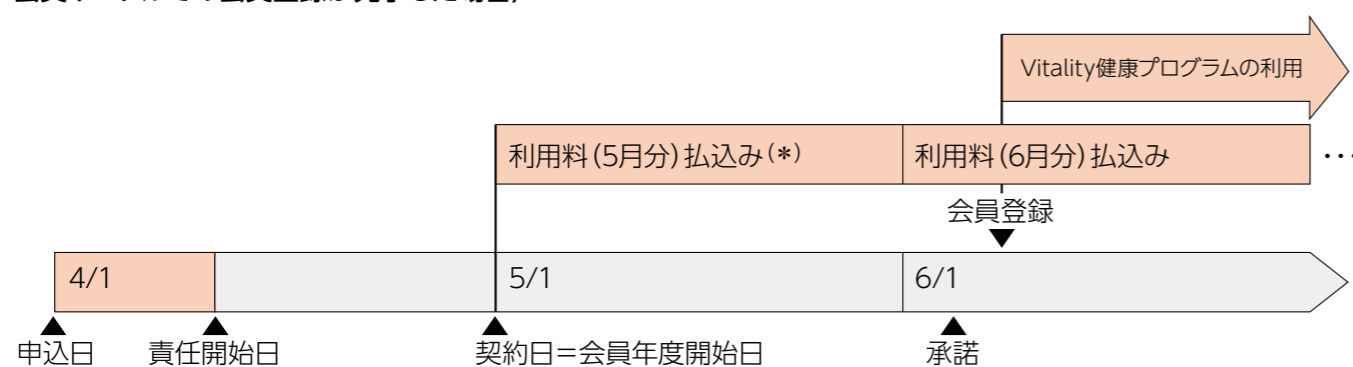 Vitality健康プログラムの利用
利用料(5月分)払込み(*)
利用料(6月分)払込み
…
会員登録
▼
4/1
5/1
6/1
▲
▲
▲
▲
申込日
責任開始日
契約日=会員年度開始日
承諾